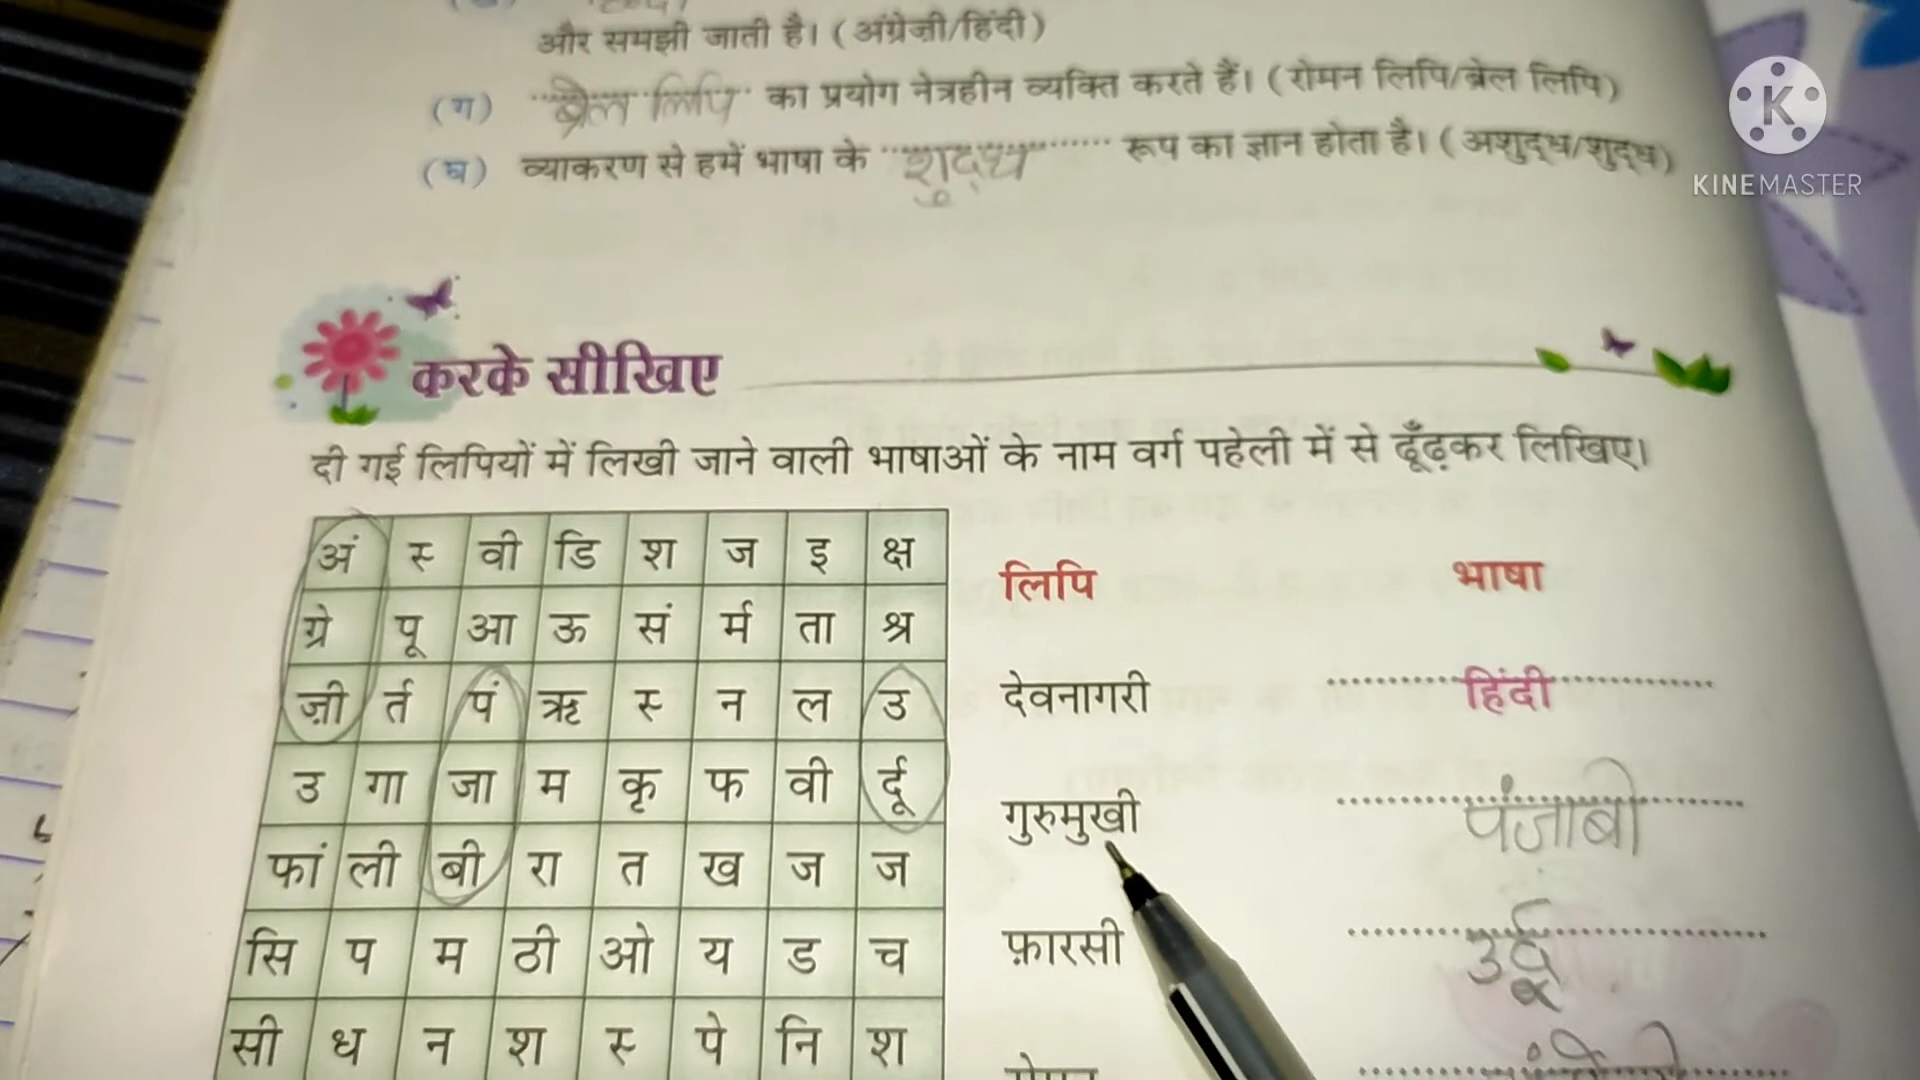 और समझी जाती है। (अंग्रेज़ी/हिंदी)
(ग) ब्रेल लिपि का प्रयोग नेत्रहीन व्यक्ति करते हैं। (रोमन लिपि/ब्रेल लिपि)
(घ) व्याकरण से हमें भाषा के शुद्ध रूप का ज्ञान होता है। (अशुद्ध/शुद्ध)
KINEMASTER
करके सीखिए
दी गई लिपियों में लिखी जाने वाली भाषाओं के नाम वर्ग पहेली में से ढूँढ़कर लिखिए।
अं स् वी डि श ज इ क्ष
ग्रे पू आ ऊ सं र्म ता श्र
ज़ी र्त पं ऋ स् न ल उ
उ गा जा म कृ फ वी र्दू
फां ली बी रा त ख ज ज
सि प म ठी ओ य ड च
सी ध न श स् पे नि श
लिपि भाषा
देवनागरी हिंदी
गुरुमुखी पंजाबी
फ़ारसी उर्दू